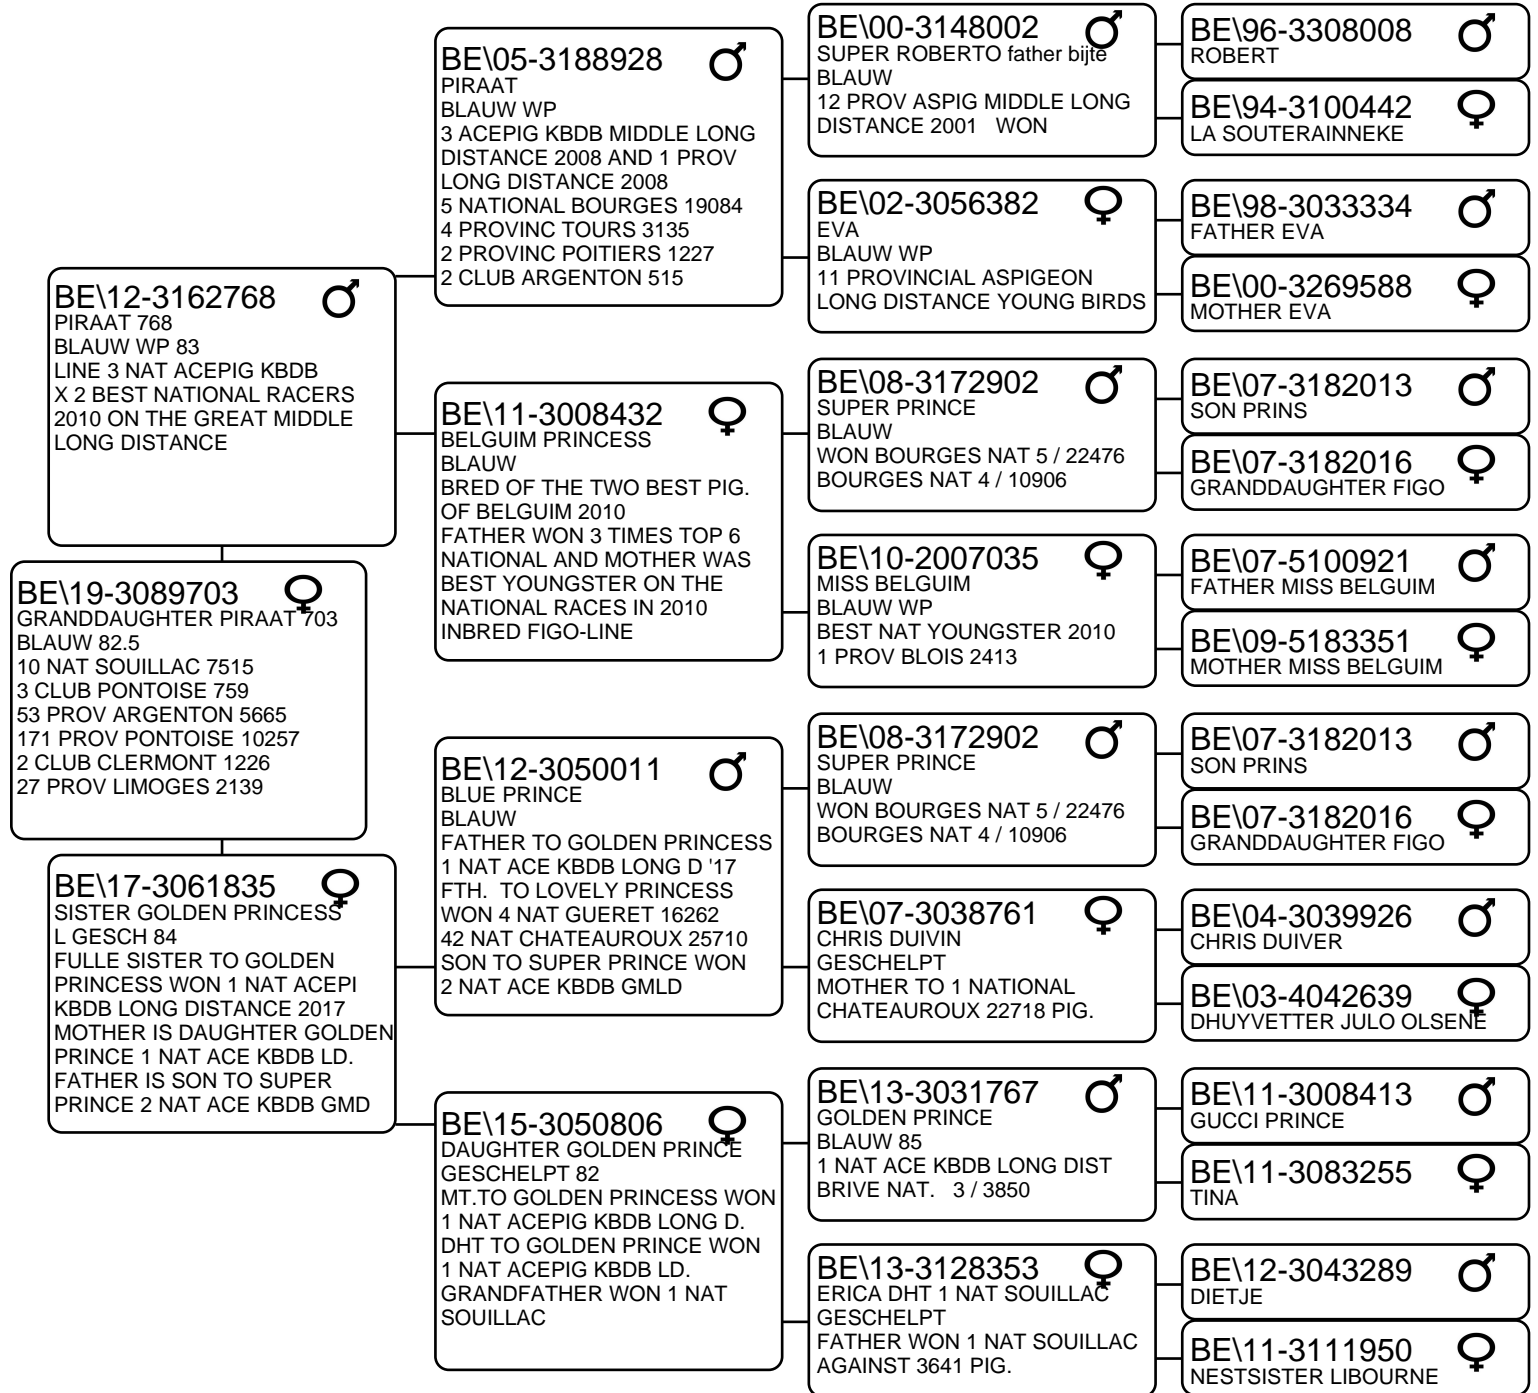 BE\19-3089703
GRANDDAUGHTER PIRAAT 703
BLAUW 82.5
10 NAT SOUILLAC 7515
3 CLUB PONTOISE 759
53 PROV ARGENTON 5665
171 PROV PONTOISE 10257
2 CLUB CLERMONT 1226
27 PROV LIMOGES 2139
BE\12-3162768
PIRAAT 768
BLAUW WP 83
LINE 3 NAT ACEPIG KBDB
X 2 BEST NATIONAL RACERS
2010 ON THE GREAT MIDDLE
LONG DISTANCE
BE\17-3061835
SISTER GOLDEN PRINCESS
L GESCH 84
FULLE SISTER TO GOLDEN
PRINCESS WON 1 NAT ACEPI
KBDB LONG DISTANCE 2017
MOTHER IS DAUGHTER GOLDEN
PRINCE 1 NAT ACE KBDB LD.
FATHER IS SON TO SUPER
PRINCE 2 NAT ACE KBDB GMD
BE\05-3188928
PIRAAT
BLAUW WP
3 ACEPIG KBDB MIDDLE LONG
DISTANCE 2008 AND 1 PROV
LONG DISTANCE 2008
5 NATIONAL BOURGES 19084
4 PROVINC TOURS 3135
2 PROVINC POITIERS 1227
2 CLUB ARGENTON 515
BE\11-3008432
BELGUIM PRINCESS
BLAUW
BRED OF THE TWO BEST PIG.
OF BELGUIM 2010
FATHER WON 3 TIMES TOP 6
NATIONAL AND MOTHER WAS
BEST YOUNGSTER ON THE
NATIONAL RACES IN 2010
INBRED FIGO-LINE
BE\12-3050011
BLUE PRINCE
BLAUW
FATHER TO GOLDEN PRINCESS
1 NAT ACE KBDB LONG D '17
FTH. TO LOVELY PRINCESS
WON 4 NAT GUERET 16262
42 NAT CHATEAUROUX 25710
SON TO SUPER PRINCE WON
2 NAT ACE KBDB GMLD
BE\15-3050806
DAUGHTER GOLDEN PRINCE
GESCHELPT 82
MT.TO GOLDEN PRINCESS WON
1 NAT ACEPIG KBDB LONG D.
DHT TO GOLDEN PRINCE WON
1 NAT ACEPIG KBDB LD.
GRANDFATHER WON 1 NAT
SOUILLAC
BE\00-3148002
SUPER ROBERTO father bijte
BLAUW
12 PROV ASPIG MIDDLE LONG
DISTANCE 2001 WON
BE\02-3056382
EVA
BLAUW WP
11 PROVINCIAL ASPIGEON
LONG DISTANCE YOUNG BIRDS
BE\08-3172902
SUPER PRINCE
BLAUW
WON BOURGES NAT 5 / 22476
BOURGES NAT 4 / 10906
BE\10-2007035
MISS BELGUIM
BLAUW WP
BEST NAT YOUNGSTER 2010
1 PROV BLOIS 2413
BE\08-3172902
SUPER PRINCE
BLAUW
WON BOURGES NAT 5 / 22476
BOURGES NAT 4 / 10906
BE\07-3038761
CHRIS DUIVIN
GESCHELPT
MOTHER TO 1 NATIONAL
CHATEAUROUX 22718 PIG.
BE\13-3031767
GOLDEN PRINCE
BLAUW 85
1 NAT ACE KBDB LONG DIST
BRIVE NAT. 3 / 3850
BE\13-3128353
ERICA DHT 1 NAT SOUILLAC
GESCHELPT
FATHER WON 1 NAT SOUILLAC
AGAINST 3641 PIG.
BE\96-3308008
ROBERT
BE\94-3100442
LA SOUTERAINNEKE
BE\98-3033334
FATHER EVA
BE\00-3269588
MOTHER EVA
BE\07-3182013
SON PRINS
BE\07-3182016
GRANDDAUGHTER FIGO
BE\07-5100921
FATHER MISS BELGUIM
BE\09-5183351
MOTHER MISS BELGUIM
BE\07-3182013
SON PRINS
BE\07-3182016
GRANDDAUGHTER FIGO
BE\04-3039926
CHRIS DUIVER
BE\03-4042639
DHUYVETTER JULO OLSENE
BE\11-3008413
GUCCI PRINCE
BE\11-3083255
TINA
BE\12-3043289
DIETJE
BE\11-3111950
NESTSISTER LIBOURNE